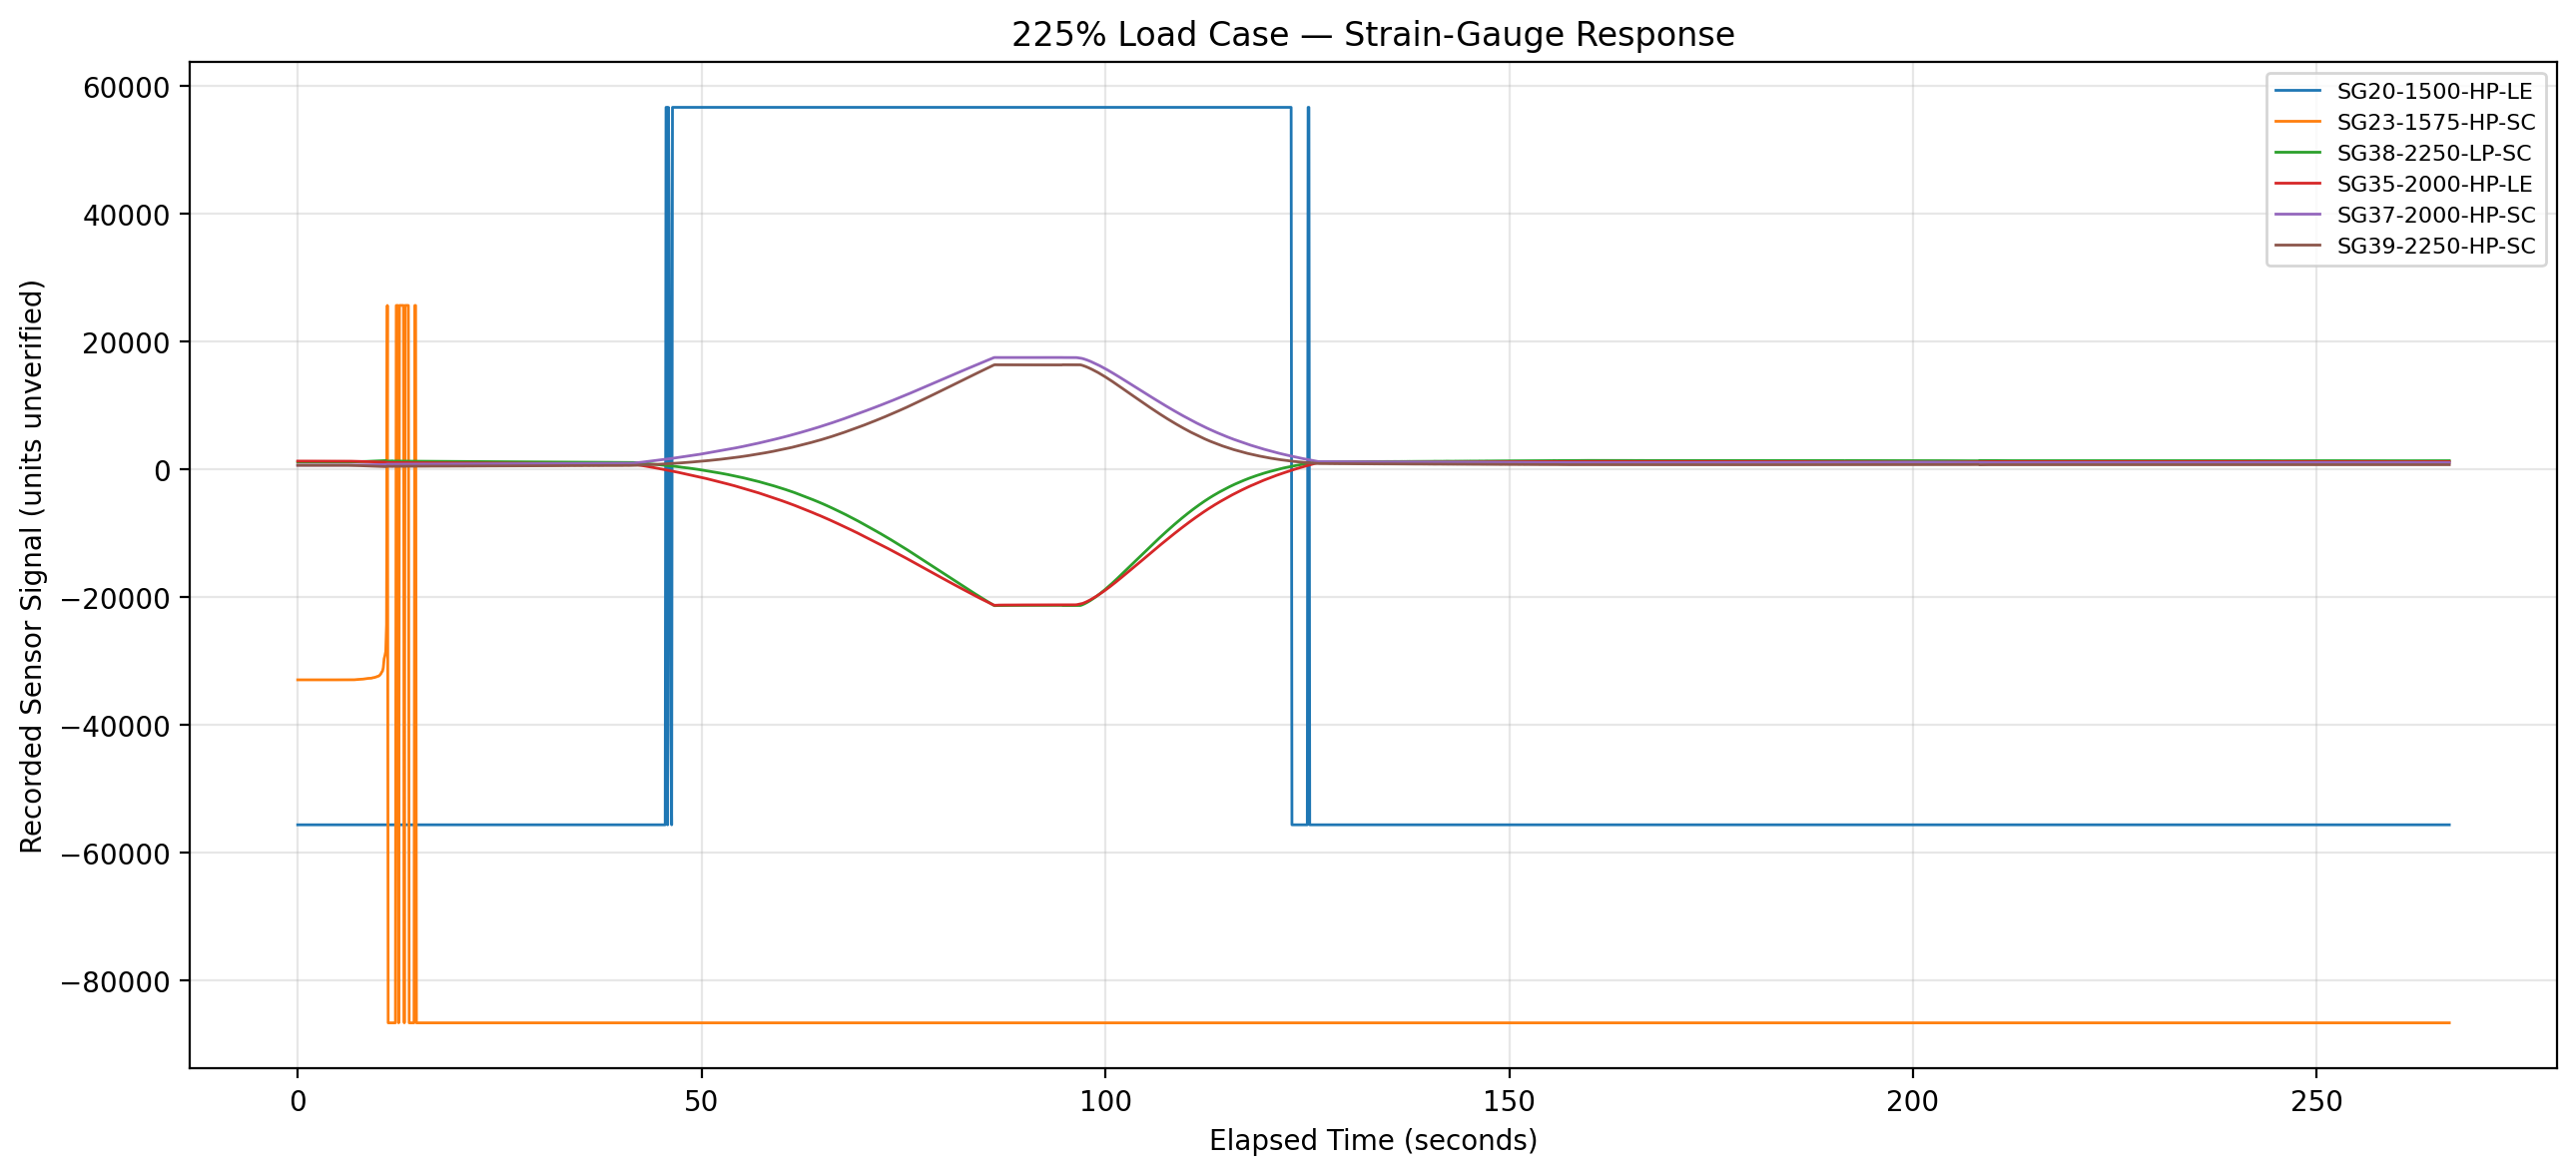 225% Load Case — Strain-Gauge Response
Recorded Sensor Signal (units unverified)
60000
40000
20000
0
−20000
−40000
−60000
−80000
SG20-1500-HP-LE
SG23-1575-HP-SC
SG38-2250-LP-SC
SG35-2000-HP-LE
SG37-2000-HP-SC
SG39-2250-HP-SC
0
50
100
150
200
250
Elapsed Time (seconds)